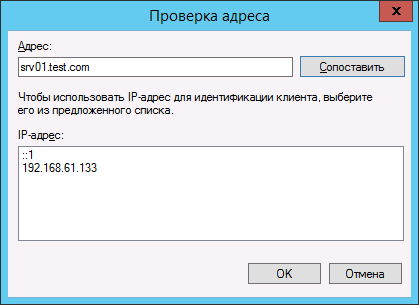 Проверка адреса
x
Адрес:
srv01.test.com
Сопоставить
Чтобы использовать IP-адрес для идентификации клиента, выберите
его из предложенного списка.
IP-адрес:
::1
192.168.61.133
OK
Отмена